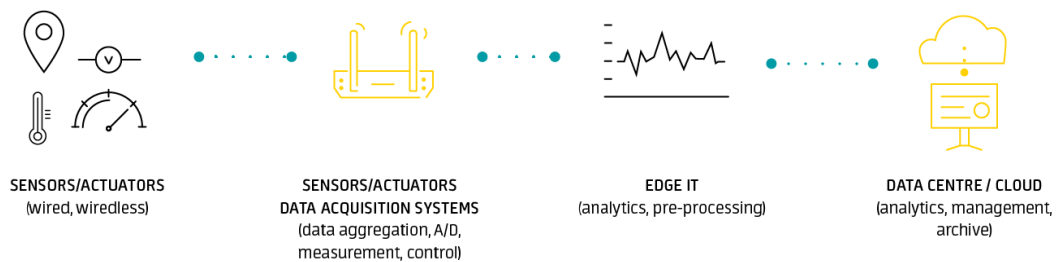 V
SENSORS/ACTUATORS
(wired, wiredless)
SENSORS/ACTUATORS
DATA ACQUISITION SYSTEMS
(data aggregation, A/D,
measurement, control)
EDGE IT
(analytics, pre-processing)
DATA CENTRE / CLOUD
(analytics, management,
archive)